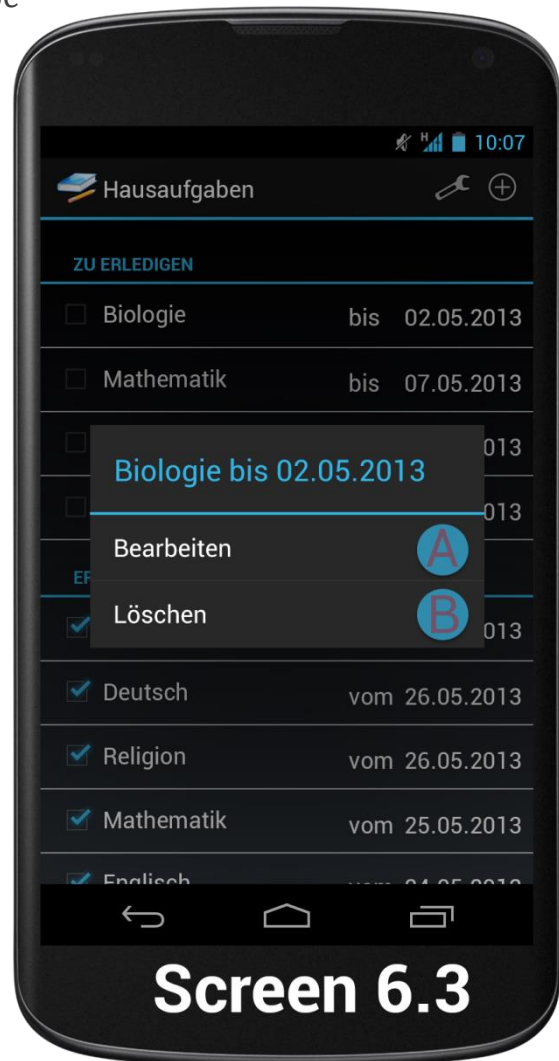 H 10:07
Hausaufgaben
ZU ERLEDIGEN
Biologie bis 02.05.2013
Mathematik bis 07.05.2013
013
Biologie bis 02.05.2013
013
Bearbeiten A
Löschen B
013
Deutsch vom 26.05.2013
Religion vom 26.05.2013
Mathematik vom 25.05.2013
Englisch
Screen 6.3